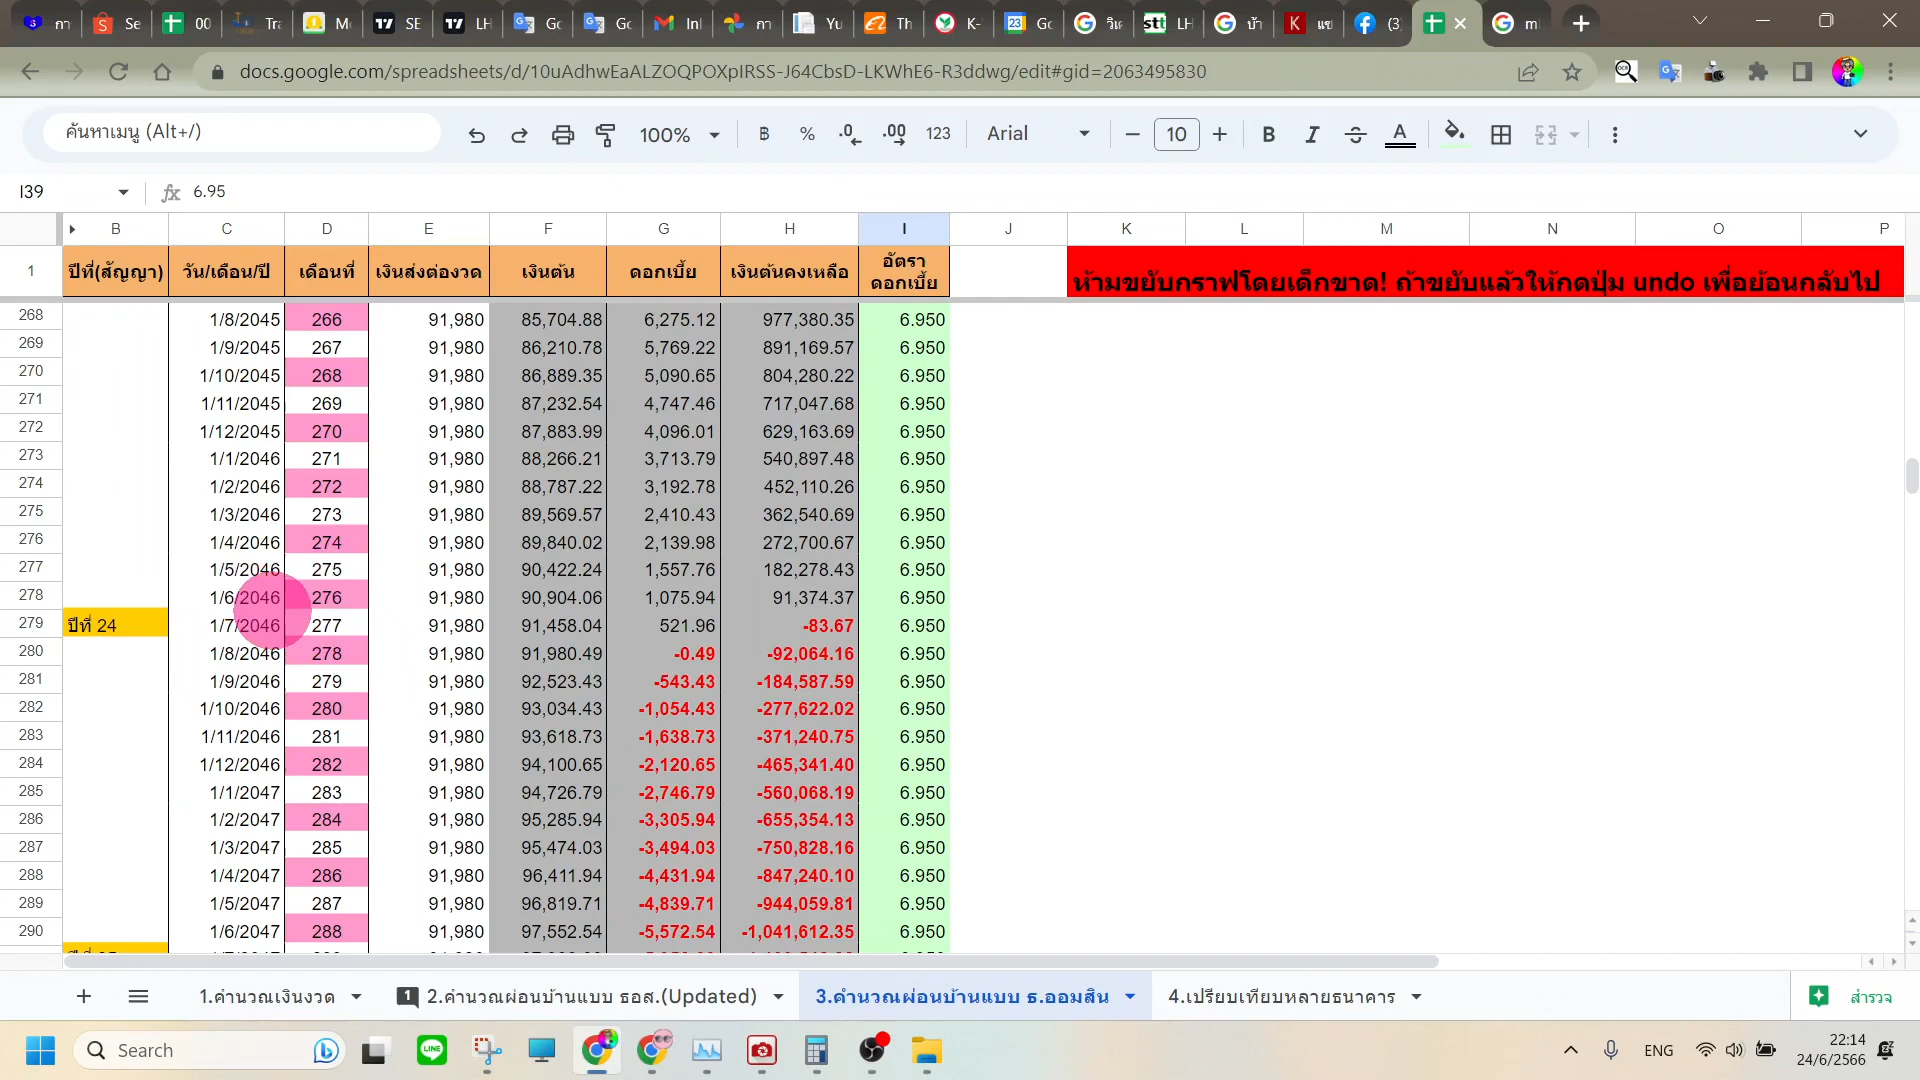 กา Se 00 Tra Mo SE LH Go Go Inl กา Yu Th K- Go วิเ LH บ้า แซ (3) m
docs.google.com/spreadsheets/d/10uAdhwEaALZOQPOXpIRSS-J64CbsD-LKWhE6-R3ddwg/edit#gid=2063495830
ค้นหาเมนู (Alt+/) 100% ฿ % .0 .00 123 Arial 10 B I A
I39 fx 6.95
B C D E F G H I J K L M N O P
1 ปีที่(สัญญา) วัน/เดือน/ปี เดือนที่ เงินส่งต่องวด เงินต้น ดอกเบี้ย เงินต้นคงเหลือ อัตราดอกเบี้ย ห้ามขยับกราฟโดยเด็กขาด! ถ้าขยับแล้วให้กดปุ่ม undo เพื่อย้อนกลับไป
268 1/8/2045 266 91,980 85,704.88 6,275.12 977,380.35 6.950
269 1/9/2045 267 91,980 86,210.78 5,769.22 891,169.57 6.950
270 1/10/2045 268 91,980 86,889.35 5,090.65 804,280.22 6.950
271 1/11/2045 269 91,980 87,232.54 4,747.46 717,047.68 6.950
272 1/12/2045 270 91,980 87,883.99 4,096.01 629,163.69 6.950
273 1/1/2046 271 91,980 88,266.21 3,713.79 540,897.48 6.950
274 1/2/2046 272 91,980 88,787.22 3,192.78 452,110.26 6.950
275 1/3/2046 273 91,980 89,569.57 2,410.43 362,540.69 6.950
276 1/4/2046 274 91,980 89,840.02 2,139.98 272,700.67 6.950
277 1/5/2046 275 91,980 90,422.24 1,557.76 182,278.43 6.950
278 1/6/2046 276 91,980 90,904.06 1,075.94 91,374.37 6.950
279 ปีที่ 24 1/7/2046 277 91,980 91,458.04 521.96 -83.67 6.950
280 1/8/2046 278 91,980 91,980.49 -0.49 -92,064.16 6.950
281 1/9/2046 279 91,980 92,523.43 -543.43 -184,587.59 6.950
282 1/10/2046 280 91,980 93,034.43 -1,054.43 -277,622.02 6.950
283 1/11/2046 281 91,980 93,618.73 -1,638.73 -371,240.75 6.950
284 1/12/2046 282 91,980 94,100.65 -2,120.65 -465,341.40 6.950
285 1/1/2047 283 91,980 94,726.79 -2,746.79 -560,068.19 6.950
286 1/2/2047 284 91,980 95,285.94 -3,305.94 -655,354.13 6.950
287 1/3/2047 285 91,980 95,474.03 -3,494.03 -750,828.16 6.950
288 1/4/2047 286 91,980 96,411.94 -4,431.94 -847,240.10 6.950
289 1/5/2047 287 91,980 96,819.71 -4,839.71 -944,059.81 6.950
290 1/6/2047 288 91,980 97,552.54 -5,572.54 -1,041,612.35 6.950
1.คำนวณเงินงวด 1 2.คำนวณผ่อนบ้านแบบ ธอส.(Updated) 3.คำนวณผ่อนบ้านแบบ ธ.ออมสิน 4.เปรียบเทียบหลายธนาคาร สำรวจ
Search LINE ENG 22:14
24/6/2566